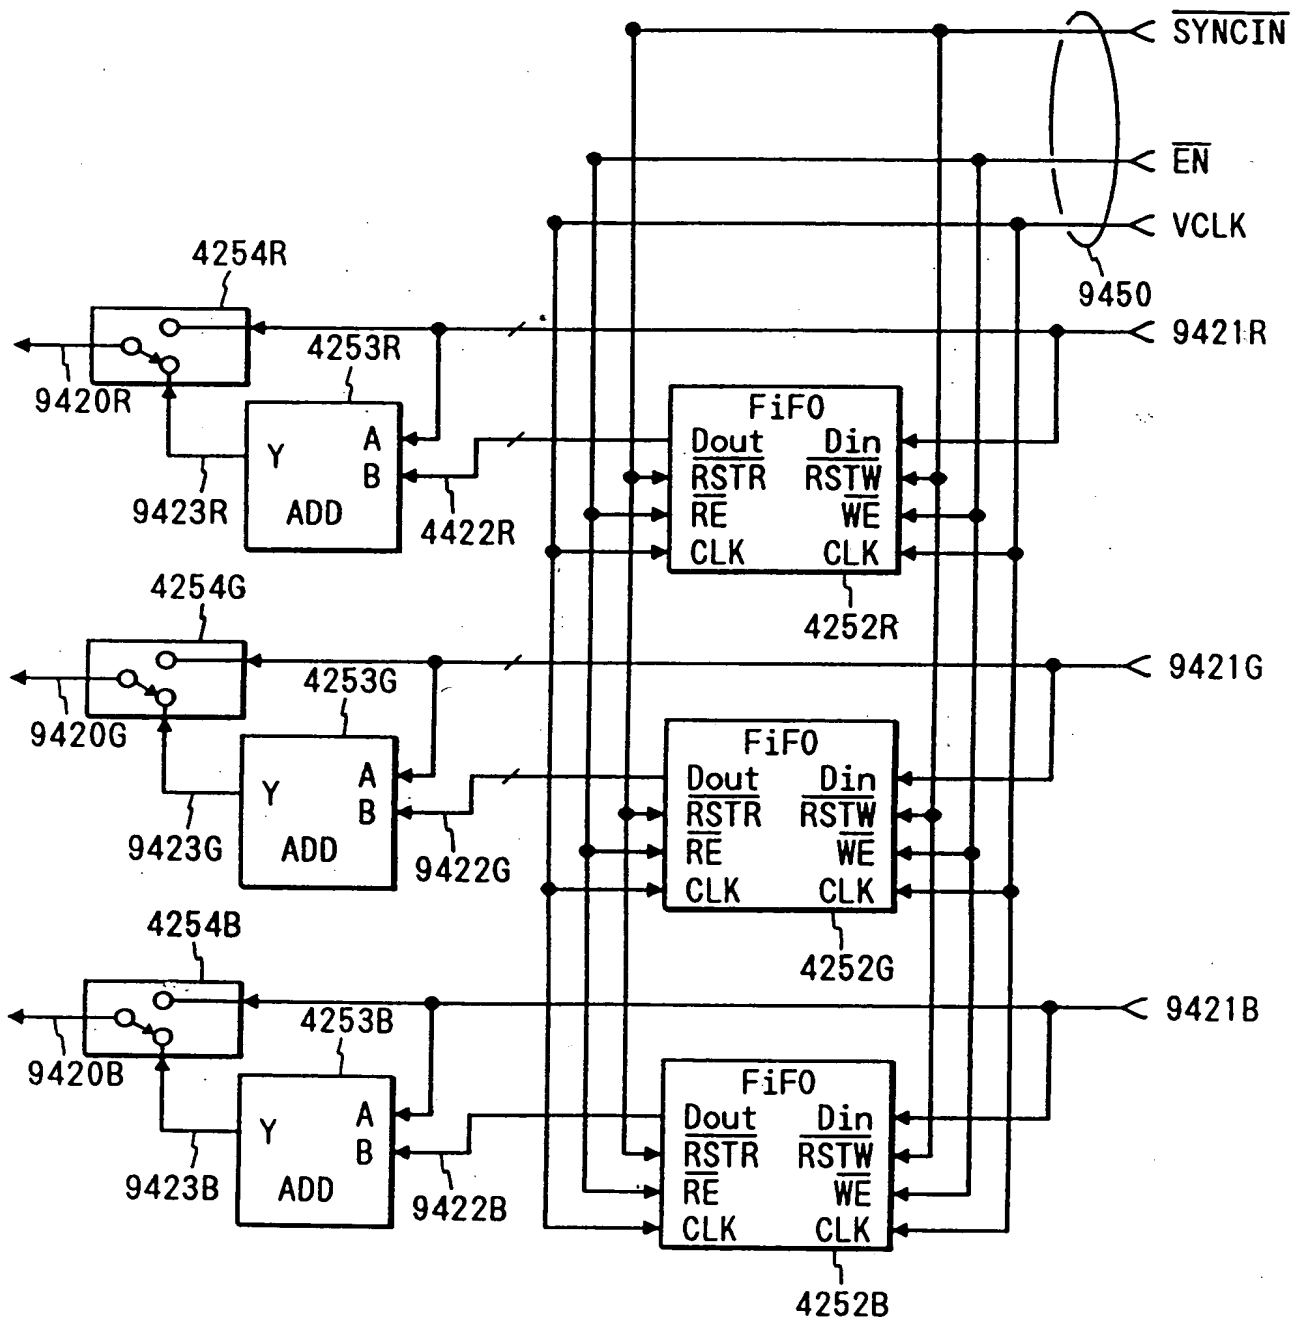 SYNCIN
EN
VCLK
9450
4254R
9421R
4253R
9420R
FiFO
A
Dout Din
Y
B
RSTR RSTW
9423R
ADD
4422R
RE WE
CLK CLK
4254G
4252R
9421G
4253G
9420G
FiFO
A
Dout Din
Y
B
RSTR RSTW
9423G
ADD
9422G
RE WE
CLK CLK
4254B
4252G
9421B
4253B
9420B
FiFO
A
Dout Din
Y
B
RSTR RSTW
9423B
ADD
9422B
RE WE
CLK CLK
4252B